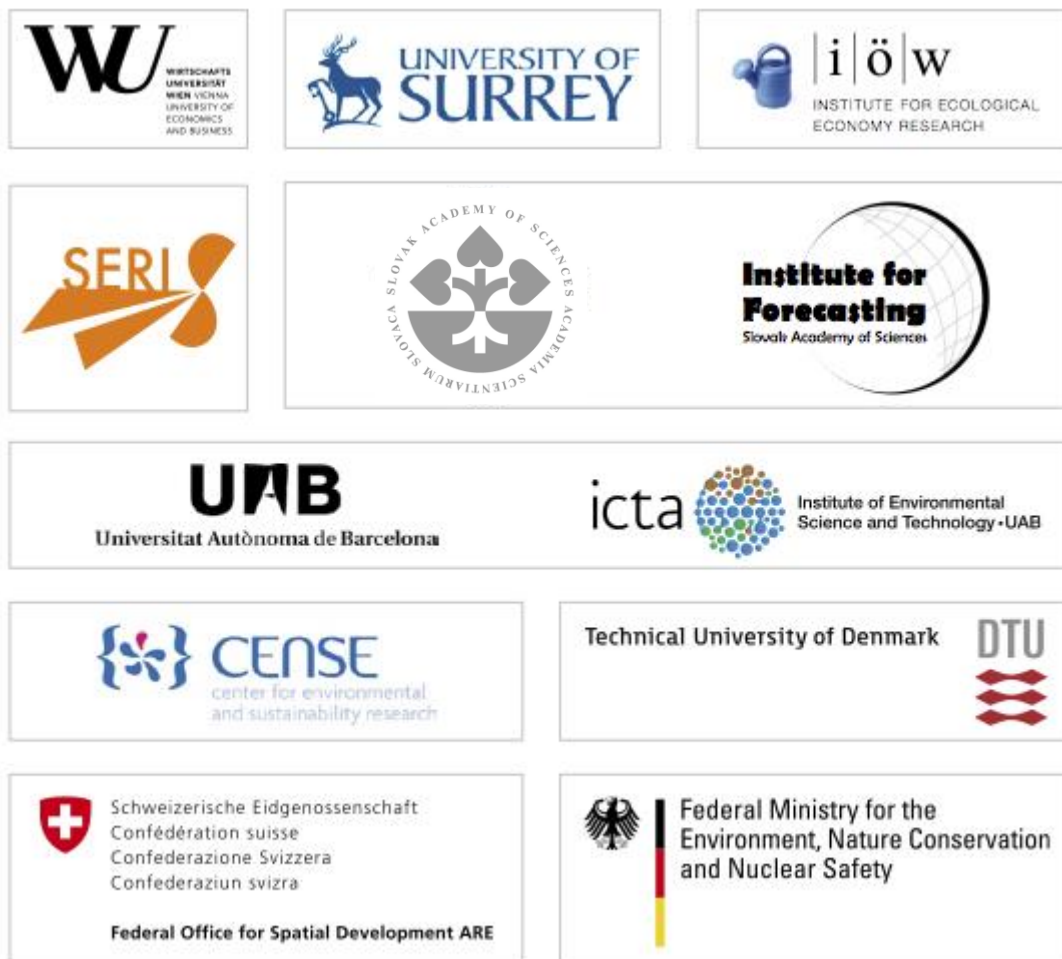 WU
WIRTSCHAFTS
UNIVERSITÄT
WIEN VIENNA
UNIVERSITY OF
ECONOMICS
AND BUSINESS
UNIVERSITY OF
SURREY
|i|ö|w
INSTITUTE FOR ECOLOGICAL
ECONOMY RESEARCH
SERI
SLOVAK ACADEMY OF SCIENCES ACADEMIA SCIENTIARUM SLOVACA
Institute for
Forecasting
Slovak Academy of Sciences
UAB
Universitat Autònoma de Barcelona
icta
Institute of Environmental
Science and Technology·UAB
{ } CENSE
center for environmental
and sustainability research
Technical University of Denmark
DTU
Schweizerische Eidgenossenschaft
Confédération suisse
Confederazione Svizzera
Confederaziun svizra
Federal Office for Spatial Development ARE
Federal Ministry for the
Environment, Nature Conservation
and Nuclear Safety